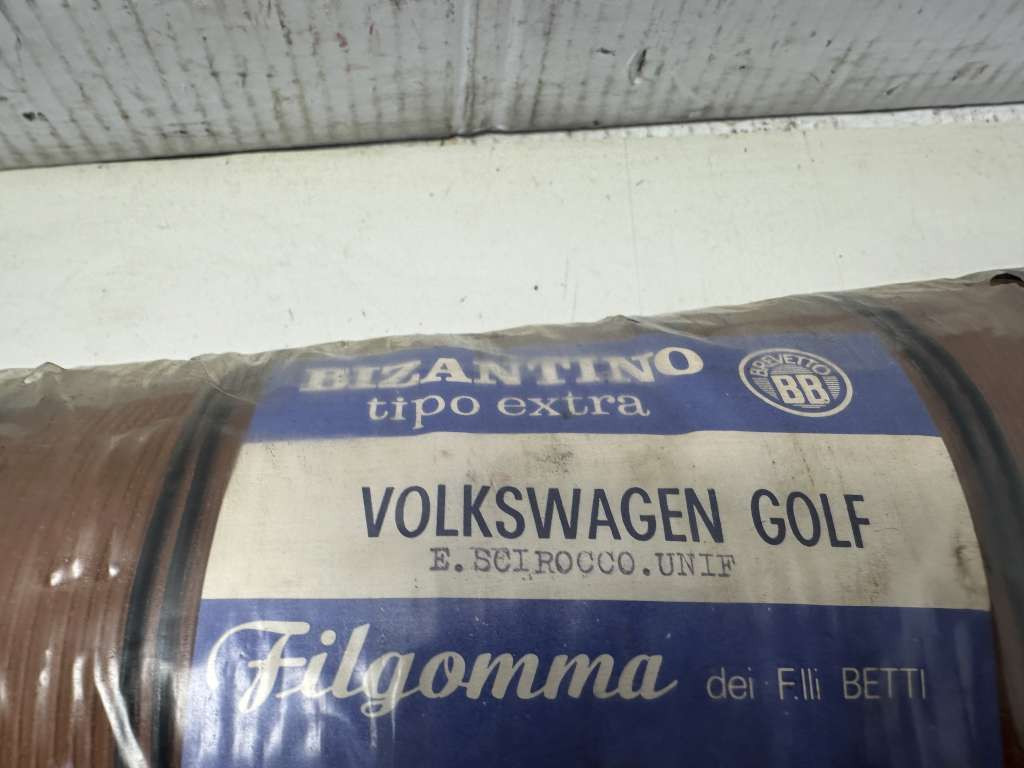 BIZANTINO
tipo extra
BREVETTO
BB
VOLKSWAGEN GOLF
E.SCIROCCO.UNIF
Filgomma dei F.lli BETTI